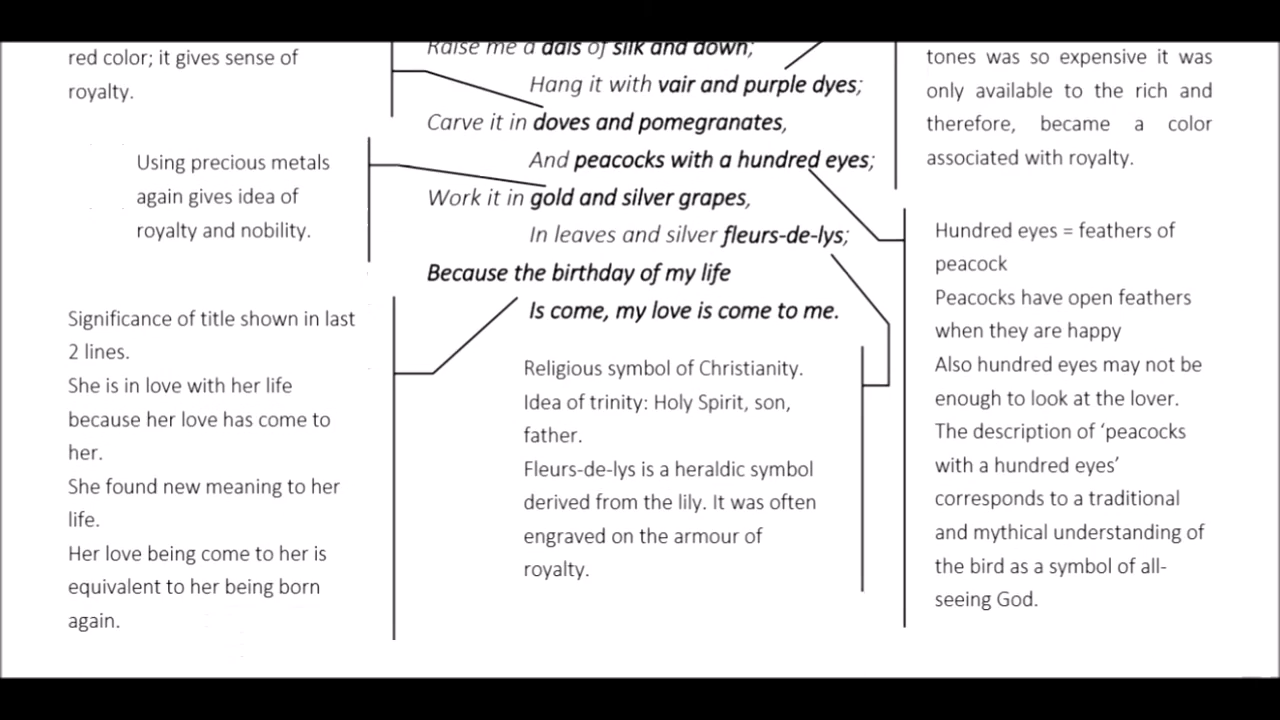 red color; it gives sense of
royalty.
Using precious metals
again gives idea of
royalty and nobility.
Significance of title shown in last
2 lines.
She is in love with her life
because her love has come to
her.
She found new meaning to her
life.
Her love being come to her is
equivalent to her being born
again.
Raise me a dais of silk and down;
Hang it with vair and purple dyes;
Carve it in doves and pomegranates,
And peacocks with a hundred eyes;
Work it in gold and silver grapes,
In leaves and silver fleurs-de-lys;
Because the birthday of my life
Is come, my love is come to me.
Religious symbol of Christianity.
Idea of trinity: Holy Spirit, son,
father.
Fleurs-de-lys is a heraldic symbol
derived from the lily. It was often
engraved on the armour of
royalty.
tones was so expensive it was
only available to the rich and
therefore, became a color
associated with royalty.
Hundred eyes = feathers of
peacock
Peacocks have open feathers
when they are happy
Also hundred eyes may not be
enough to look at the lover.
The description of ‘peacocks
with a hundred eyes’
corresponds to a traditional
and mythical understanding of
the bird as a symbol of all-
seeing God.